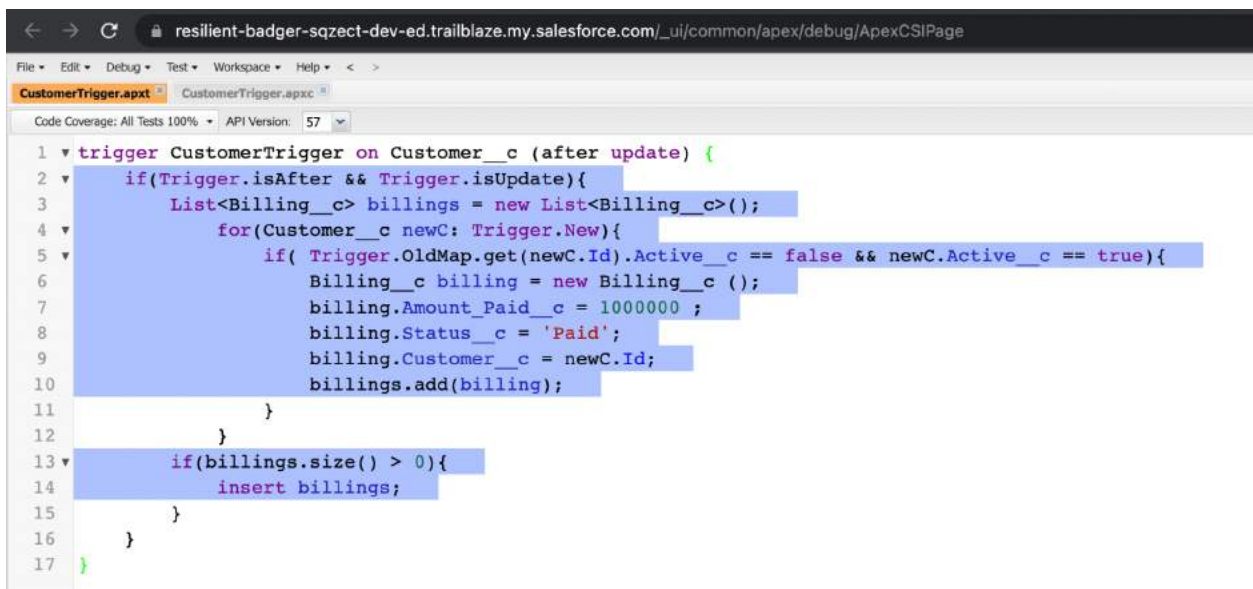 resilient-badger-sqzect-dev-ed.trailblaze.my.salesforce.com/_ui/common/apex/debug/ApexCSIPage
File Edit Debug Test Workspace Help < >
CustomerTrigger.apxt CustomerTrigger.apxc
Code Coverage: All Tests 100% API Version: 57
1 trigger CustomerTrigger on Customer__c (after update) {
2 if(Trigger.isAfter && Trigger.isUpdate){
3 List<Billing__c> billings = new List<Billing__c>();
4 for(Customer__c newC: Trigger.New){
5 if( Trigger.OldMap.get(newC.Id).Active__c == false && newC.Active__c == true){
6 Billing__c billing = new Billing__c ();
7 billing.Amount_Paid__c = 1000000 ;
8 billing.Status__c = 'Paid';
9 billing.Customer__c = newC.Id;
10 billings.add(billing);
11 }
12 }
13 if(billings.size() > 0){
14 insert billings;
15 }
16 }
17 }